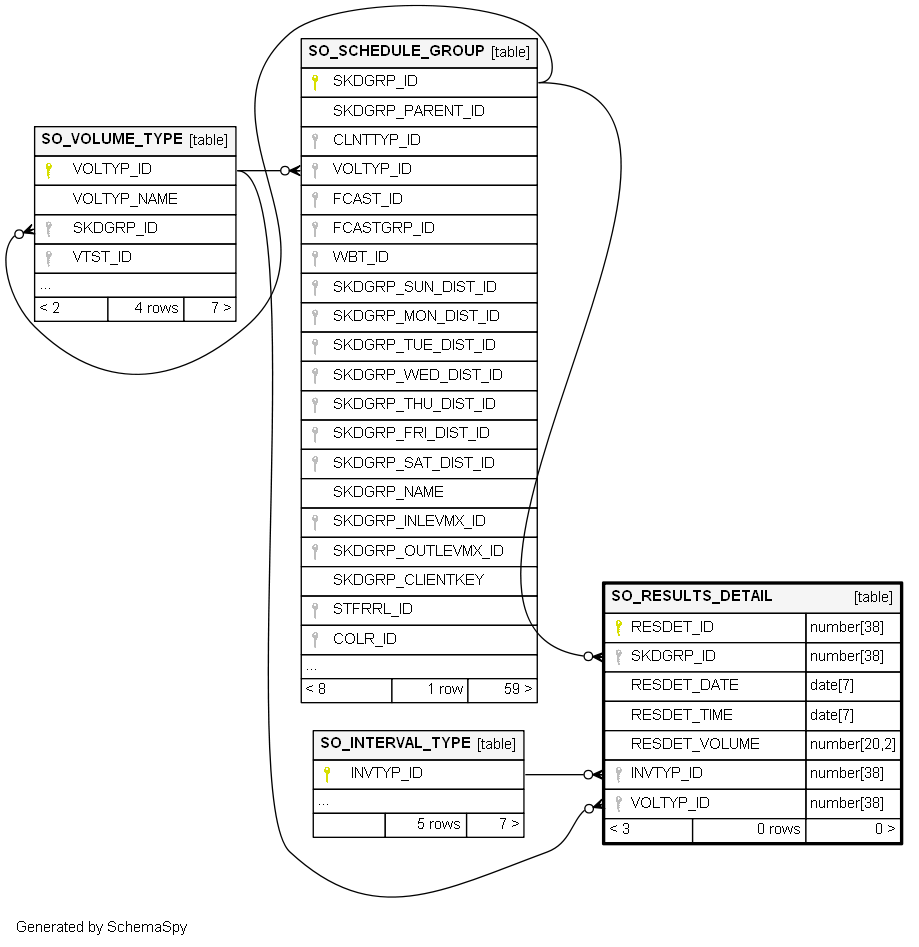 SO_SCHEDULE_GROUP [table]
SKDGRP_ID
SKDGRP_PARENT_ID
CLNTTYP_ID
VOLTYP_ID
FCAST_ID
FCASTGRP_ID
WBT_ID
SKDGRP_SUN_DIST_ID
SKDGRP_MON_DIST_ID
SKDGRP_TUE_DIST_ID
SKDGRP_WED_DIST_ID
SKDGRP_THU_DIST_ID
SKDGRP_FRI_DIST_ID
SKDGRP_SAT_DIST_ID
SKDGRP_NAME
SKDGRP_INLEVMX_ID
SKDGRP_OUTLEVMX_ID
SKDGRP_CLIENTKEY
STFRRL_ID
COLR_ID
...
< 8 1 row 59 >
SO_VOLUME_TYPE [table]
VOLTYP_ID
VOLTYP_NAME
SKDGRP_ID
VTST_ID
...
< 2 4 rows 7 >
SO_RESULTS_DETAIL [table]
RESDET_ID number[38]
SKDGRP_ID number[38]
RESDET_DATE date[7]
RESDET_TIME date[7]
RESDET_VOLUME number[20,2]
INVTYP_ID number[38]
VOLTYP_ID number[38]
< 3 0 rows 0 >
SO_INTERVAL_TYPE [table]
INVTYP_ID
...
5 rows 7 >
Generated by SchemaSpy